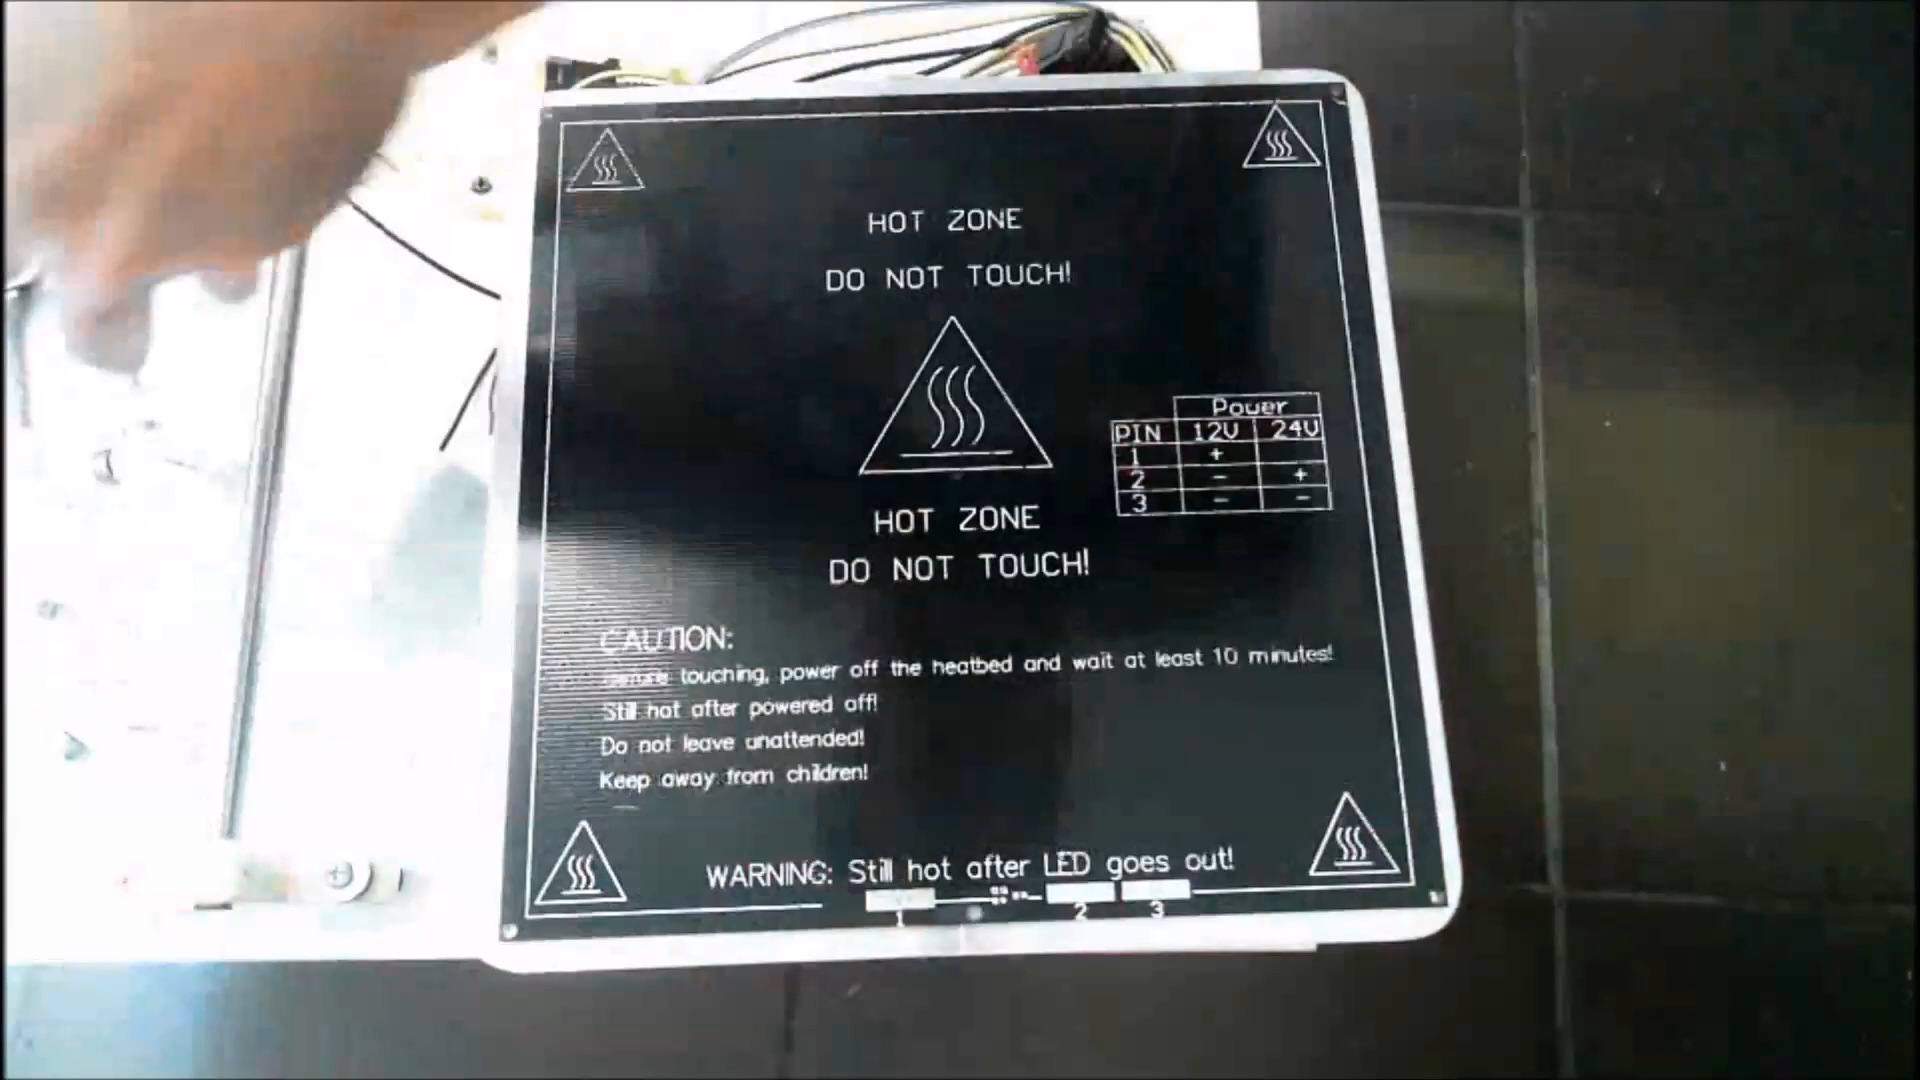 HOT ZONE
DO NOT TOUCH!
Power
PIN 12V 24V
1 +
2 - +
3 - -
HOT ZONE
DO NOT TOUCH!
CAUTION:
touching, power off the heatbed and wait at least 10 minutes!
Still hot after powered off!
Do not leave unattended!
Keep away from children!
WARNING: Still hot after LED goes out!
1 2 3